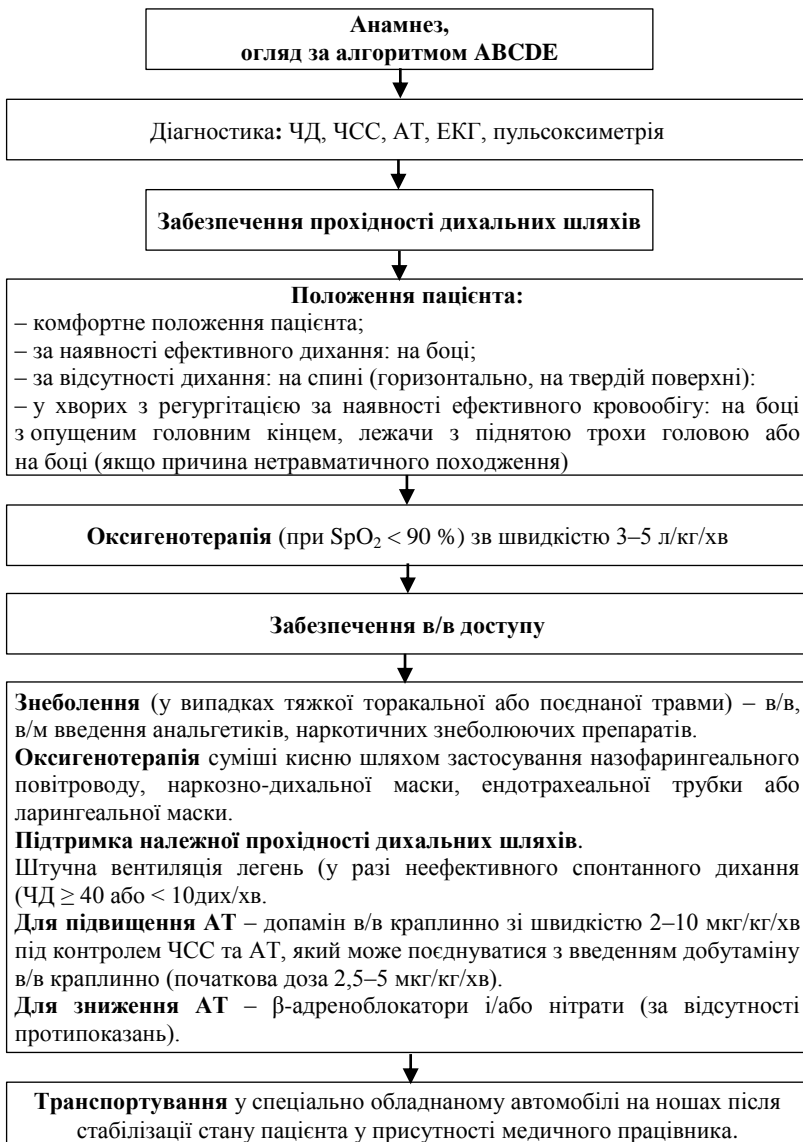 Анамнез,
огляд за алгоритмом ABCDE
Діагностика: ЧД, ЧСС, АТ, ЕКГ, пульсоксиметрія
Забезпечення прохідності дихальних шляхів
Положення пацієнта:
– комфортне положення пацієнта;
– за наявності ефективного дихання: на боці;
– за відсутності дихання: на спині (горизонтально, на твердій поверхні):
– у хворих з регургітацією за наявності ефективного кровообігу: на боці
з опущеним головним кінцем, лежачи з піднятою трохи головою або
на боці (якщо причина нетравматичного походження)
Оксигенотерапія (при SpO₂ < 90 %) зв швидкістю 3–5 л/кг/хв
Забезпечення в/в доступу
Знеболення (у випадках тяжкої торакальної або поєднаної травми) – в/в,
в/м введення анальгетиків, наркотичних знеболюючих препаратів.
Оксигенотерапія суміші кисню шляхом застосування назофарингеального
повітроводу, наркозно-дихальної маски, ендотрахеальної трубки або
ларингеальної маски.
Підтримка належної прохідності дихальних шляхів.
Штучна вентиляція легень (у разі неефективного спонтанного дихання
(ЧД ≥ 40 або < 10дих/хв.
Для підвищення АТ – допамін в/в краплинно зі швидкістю 2–10 мкг/кг/хв
під контролем ЧСС та АТ, який може поєднуватися з введенням добутаміну
в/в краплинно (початкова доза 2,5–5 мкг/кг/хв).
Для зниження АТ – β-адреноблокатори і/або нітрати (за відсутності
протипоказань).
Транспортування у спеціально обладнаному автомобілі на ношах після
стабілізації стану пацієнта у присутності медичного працівника.